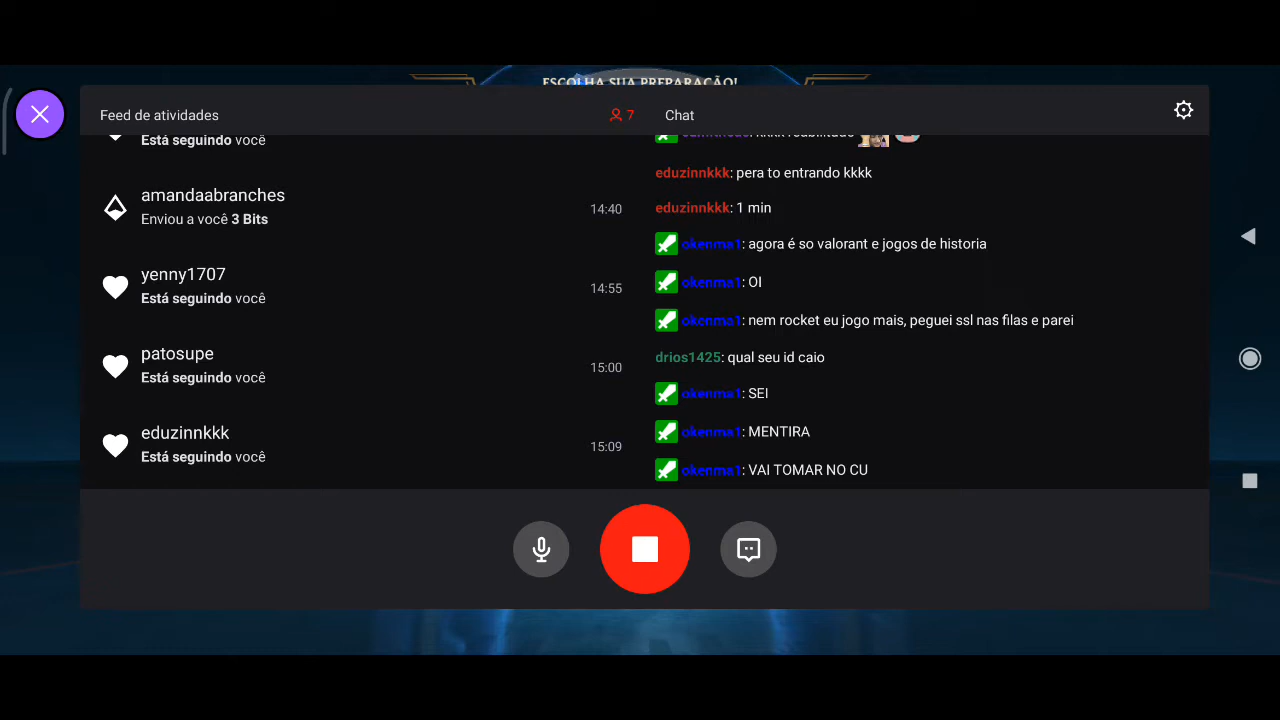 ESCOLHA SUA PREPARAÇÃO!
Feed de atividades
7
Está seguindo você
amandaabranches
Enviou a você 3 Bits
14:40
yenny1707
Está seguindo você
14:55
patosupe
Está seguindo você
15:00
eduzinnkkk
Está seguindo você
15:09
Chat
eduzinnkkk: pera to entrando kkkk
eduzinnkkk: 1 min
okenma1: agora é so valorant e jogos de historia
okenma1: OI
okenma1: nem rocket eu jogo mais, peguei ssl nas filas e parei
drios1425: qual seu id caio
okenma1: SEI
okenma1: MENTIRA
okenma1: VAI TOMAR NO CU